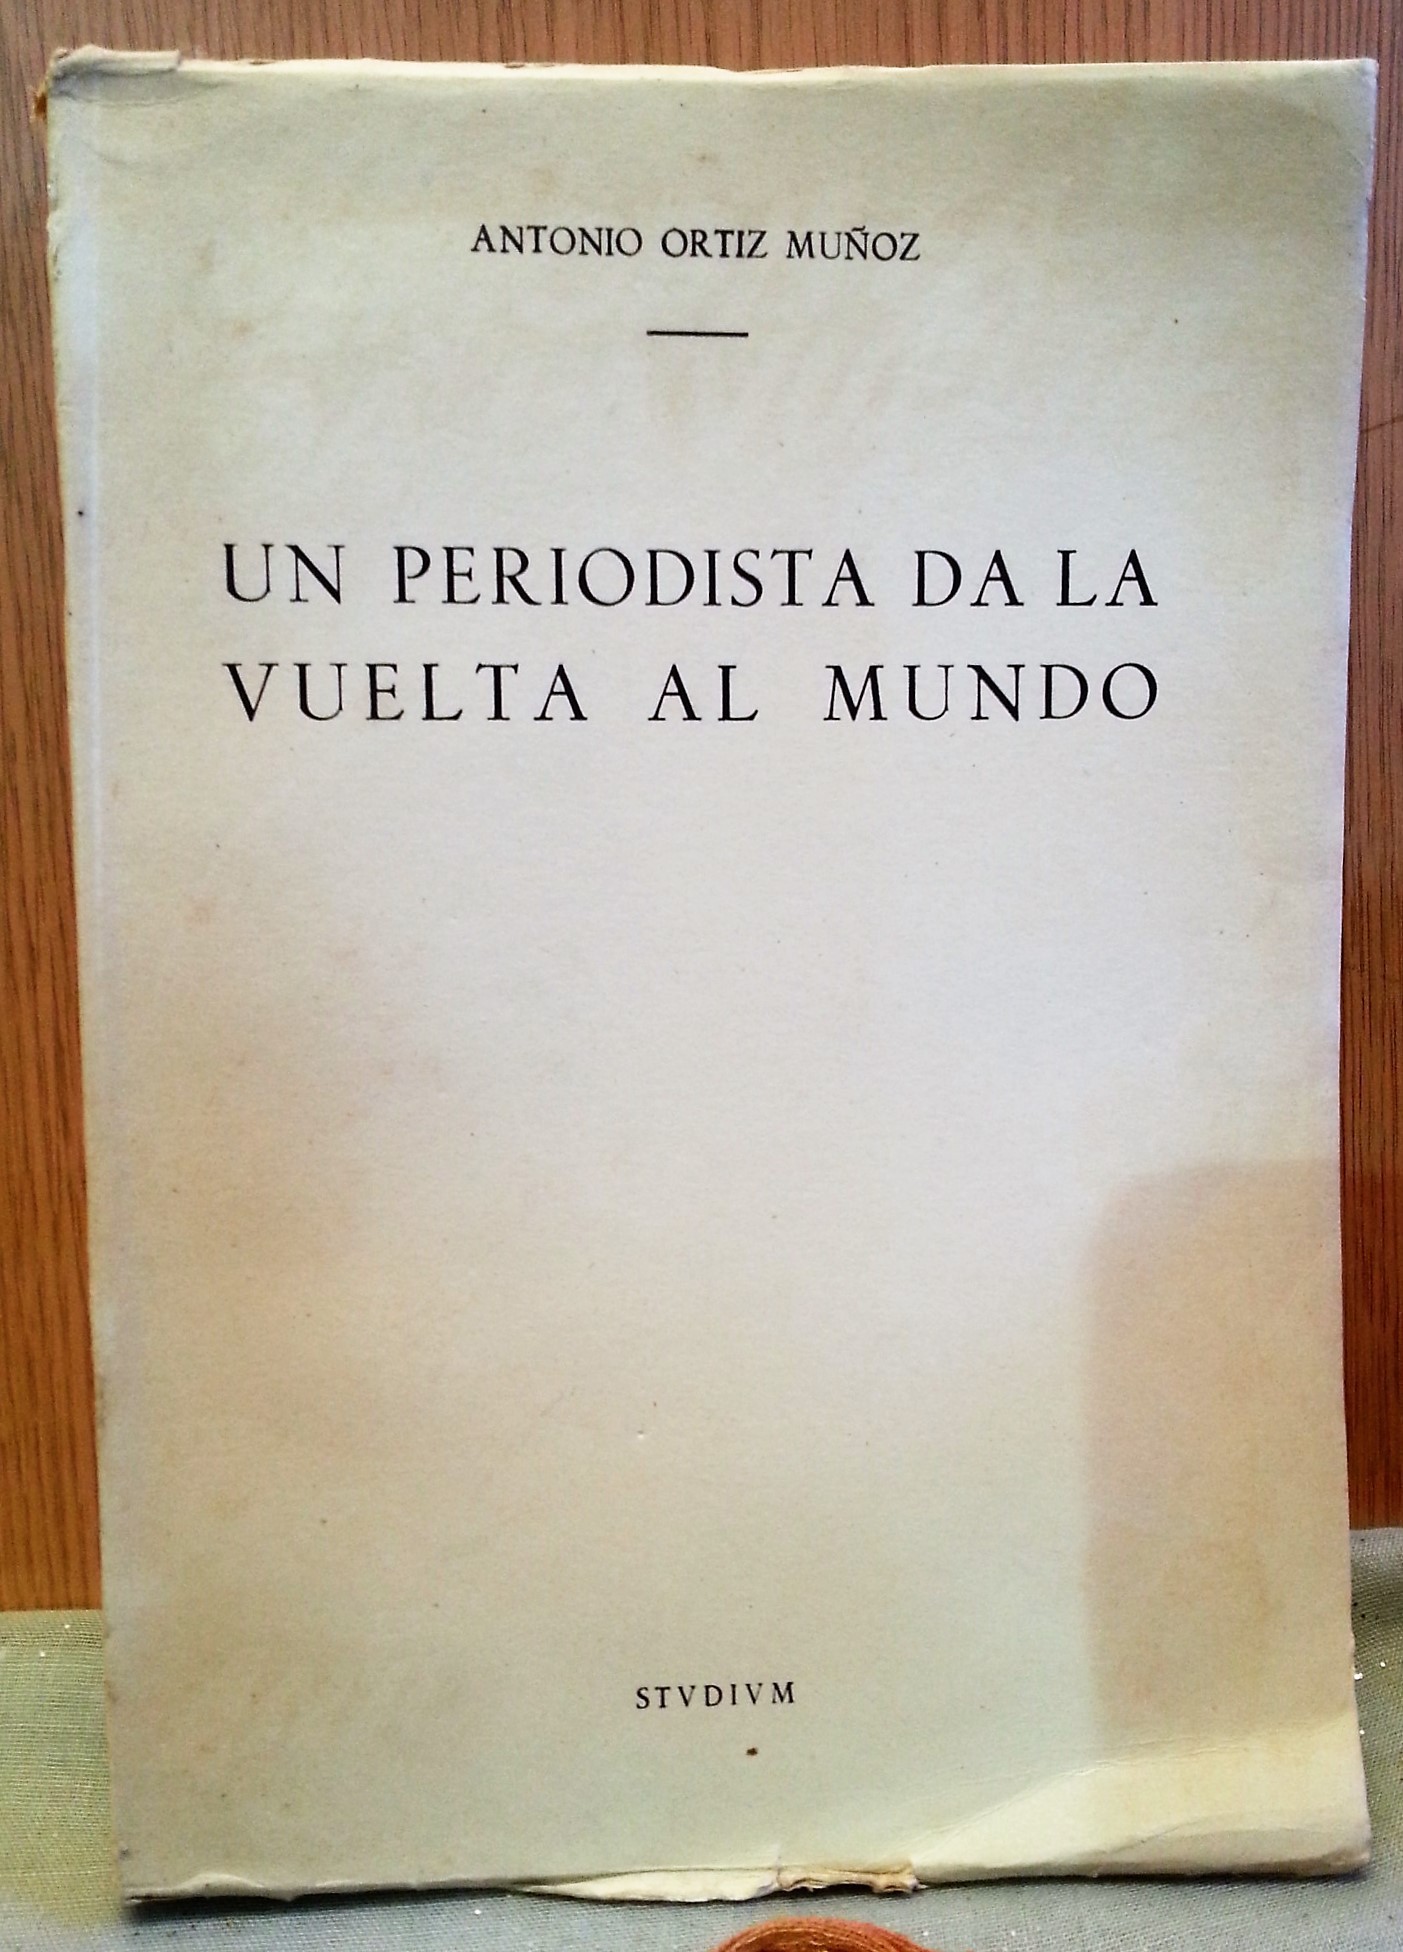 ANTONIO ORTIZ MUÑOZ
UN PERIODISTA DA LA
VUELTA AL MUNDO
STVDIVM